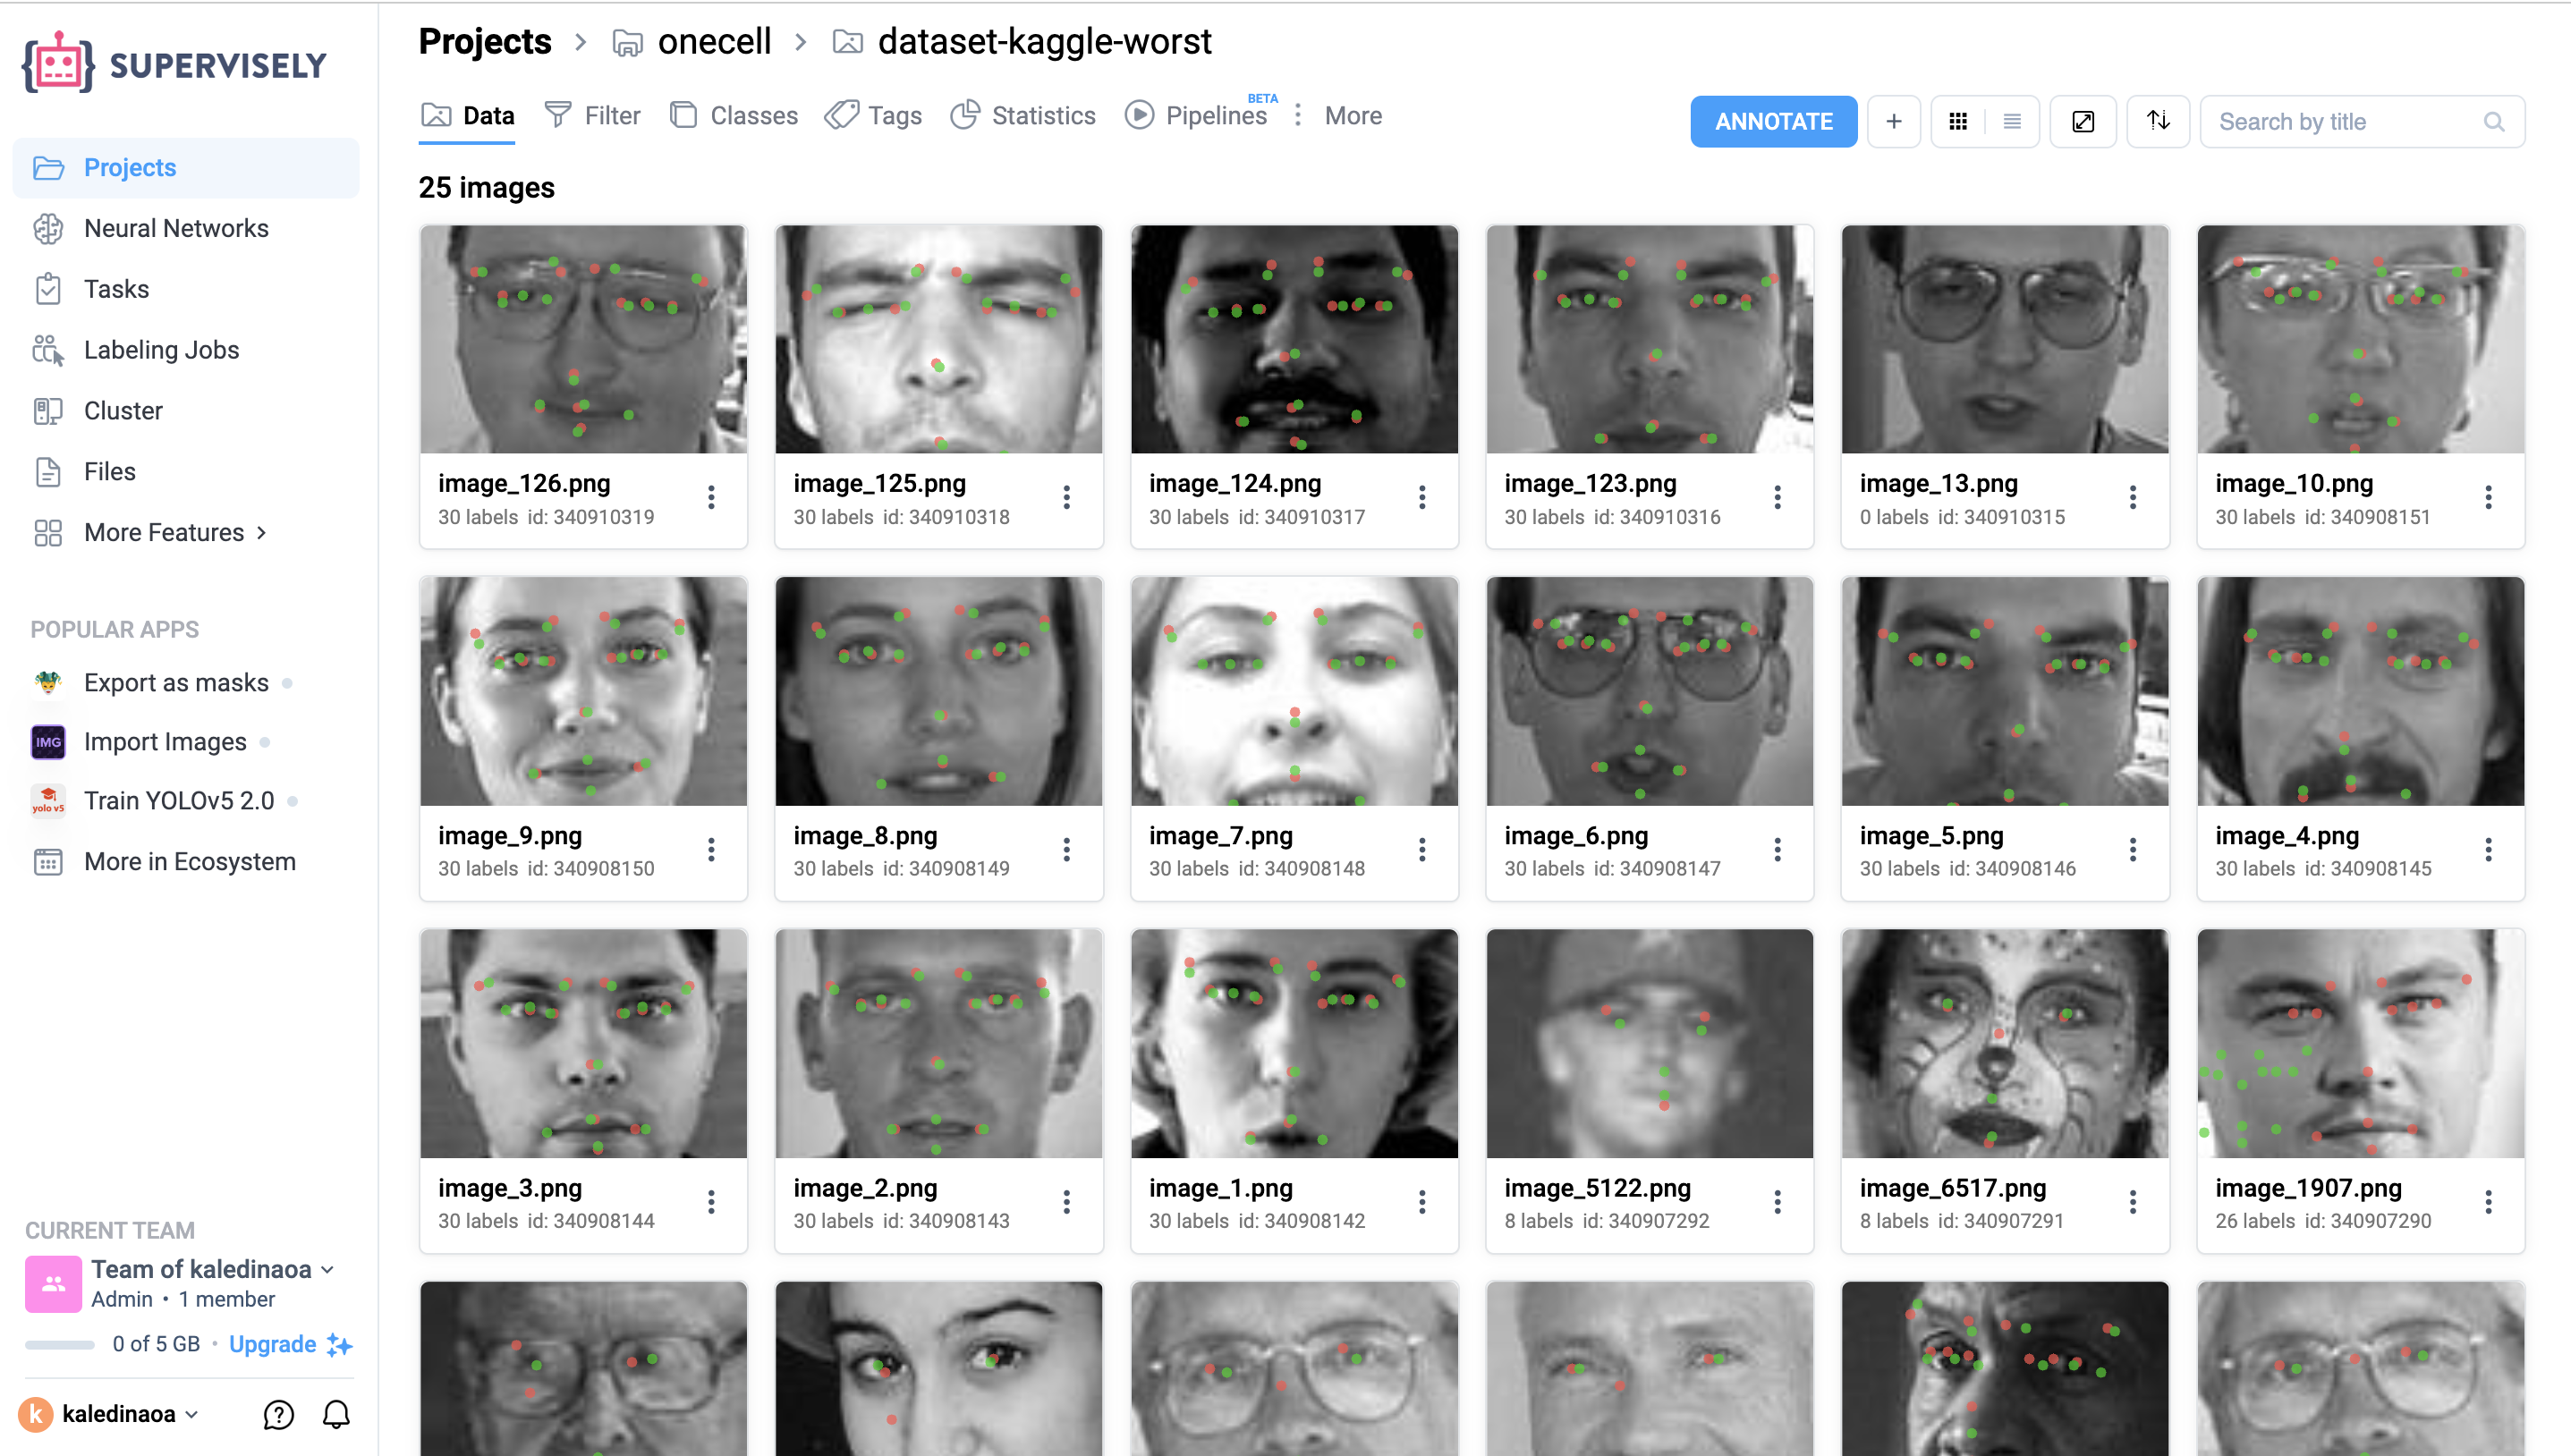 SUPERVISELY
Projects
Neural Networks
Tasks
Labeling Jobs
Cluster
Files
More Features
POPULAR APPS
Export as masks
IMG
Import Images
yolo v5
Train YOLOv5 2.0
More in Ecosystem
CURRENT TEAM
Team of kaledinaoa
Admin • 1 member
0 of 5 GB • Upgrade
k
kaledinaoa
Projects > onecell > dataset-kaggle-worst
Data Filter Classes Tags Statistics Pipelines BETA More
ANNOTATE
Search by title
25 images
image_126.png
30 labels id: 340910319
image_125.png
30 labels id: 340910318
image_124.png
30 labels id: 340910317
image_123.png
30 labels id: 340910316
image_13.png
0 labels id: 340910315
image_10.png
30 labels id: 340908151
image_9.png
30 labels id: 340908150
image_8.png
30 labels id: 340908149
image_7.png
30 labels id: 340908148
image_6.png
30 labels id: 340908147
image_5.png
30 labels id: 340908146
image_4.png
30 labels id: 340908145
image_3.png
30 labels id: 340908144
image_2.png
30 labels id: 340908143
image_1.png
30 labels id: 340908142
image_5122.png
8 labels id: 340907292
image_6517.png
8 labels id: 340907291
image_1907.png
26 labels id: 340907290